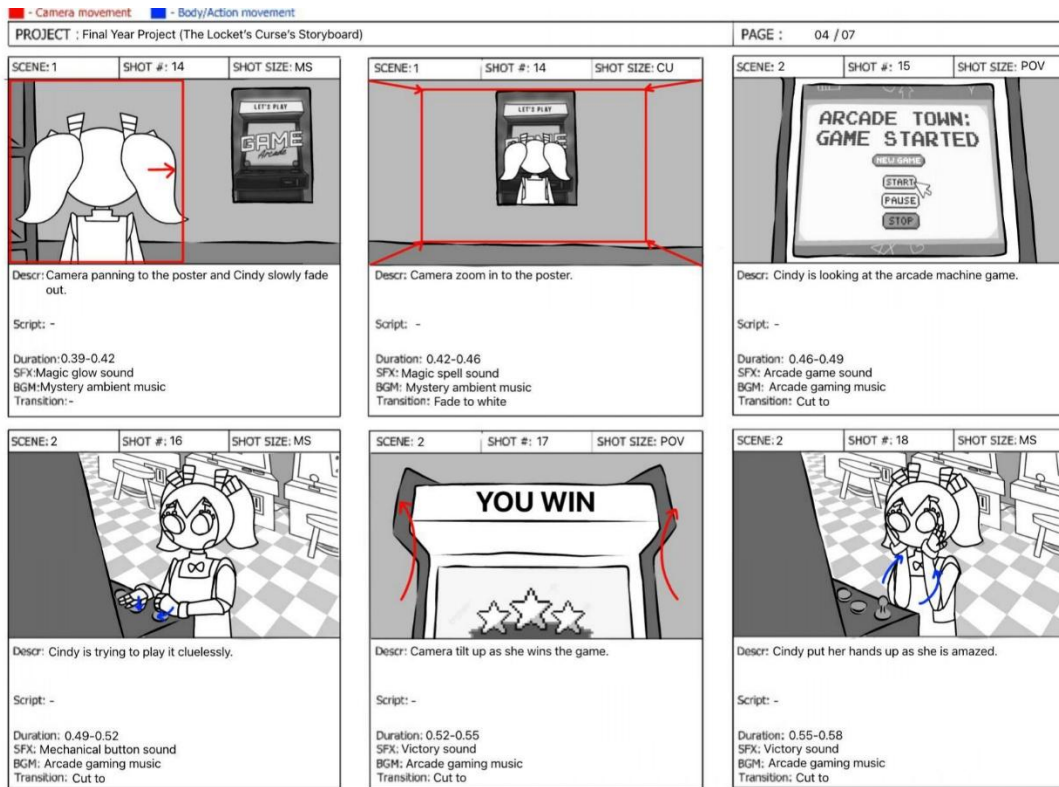 - Camera movement - Body/Action movement
PROJECT : Final Year Project (The Locket's Curse's Storyboard) PAGE : 04 / 07
SCENE: 1 SHOT #: 14 SHOT SIZE: MS
LET'S PLAY
GAME
Arcade
Descr: Camera panning to the poster and Cindy slowly fade
out.
Script: -
Duration: 0.39-0.42
SFX: Magic glow sound
BGM: Mystery ambient music
Transition: -
SCENE: 1 SHOT #: 14 SHOT SIZE: CU
LET'S PLAY
GAME
Descr: Camera zoom in to the poster.
Script: -
Duration: 0.42-0.46
SFX: Magic spell sound
BGM: Mystery ambient music
Transition: Fade to white
SCENE: 2 SHOT #: 15 SHOT SIZE: POV
ARCADE TOWN:
GAME STARTED
NEW GAME
START
PAUSE
STOP
Descr: Cindy is looking at the arcade machine game.
Script: -
Duration: 0.46-0.49
SFX: Arcade game sound
BGM: Arcade gaming music
Transition: Cut to
SCENE: 2 SHOT #: 16 SHOT SIZE: MS
Descr: Cindy is trying to play it cluelessly.
Script: -
Duration: 0.49-0.52
SFX: Mechanical button sound
BGM: Arcade gaming music
Transition: Cut to
SCENE: 2 SHOT #: 17 SHOT SIZE: POV
YOU WIN
Descr: Camera tilt up as she wins the game.
Script: -
Duration: 0.52-0.55
SFX: Victory sound
BGM: Arcade gaming music
Transition: Cut to
SCENE: 2 SHOT #: 18 SHOT SIZE: MS
Descr: Cindy put her hands up as she is amazed.
Script: -
Duration: 0.55-0.58
SFX: Victory sound
BGM: Arcade gaming music
Transition: Cut to